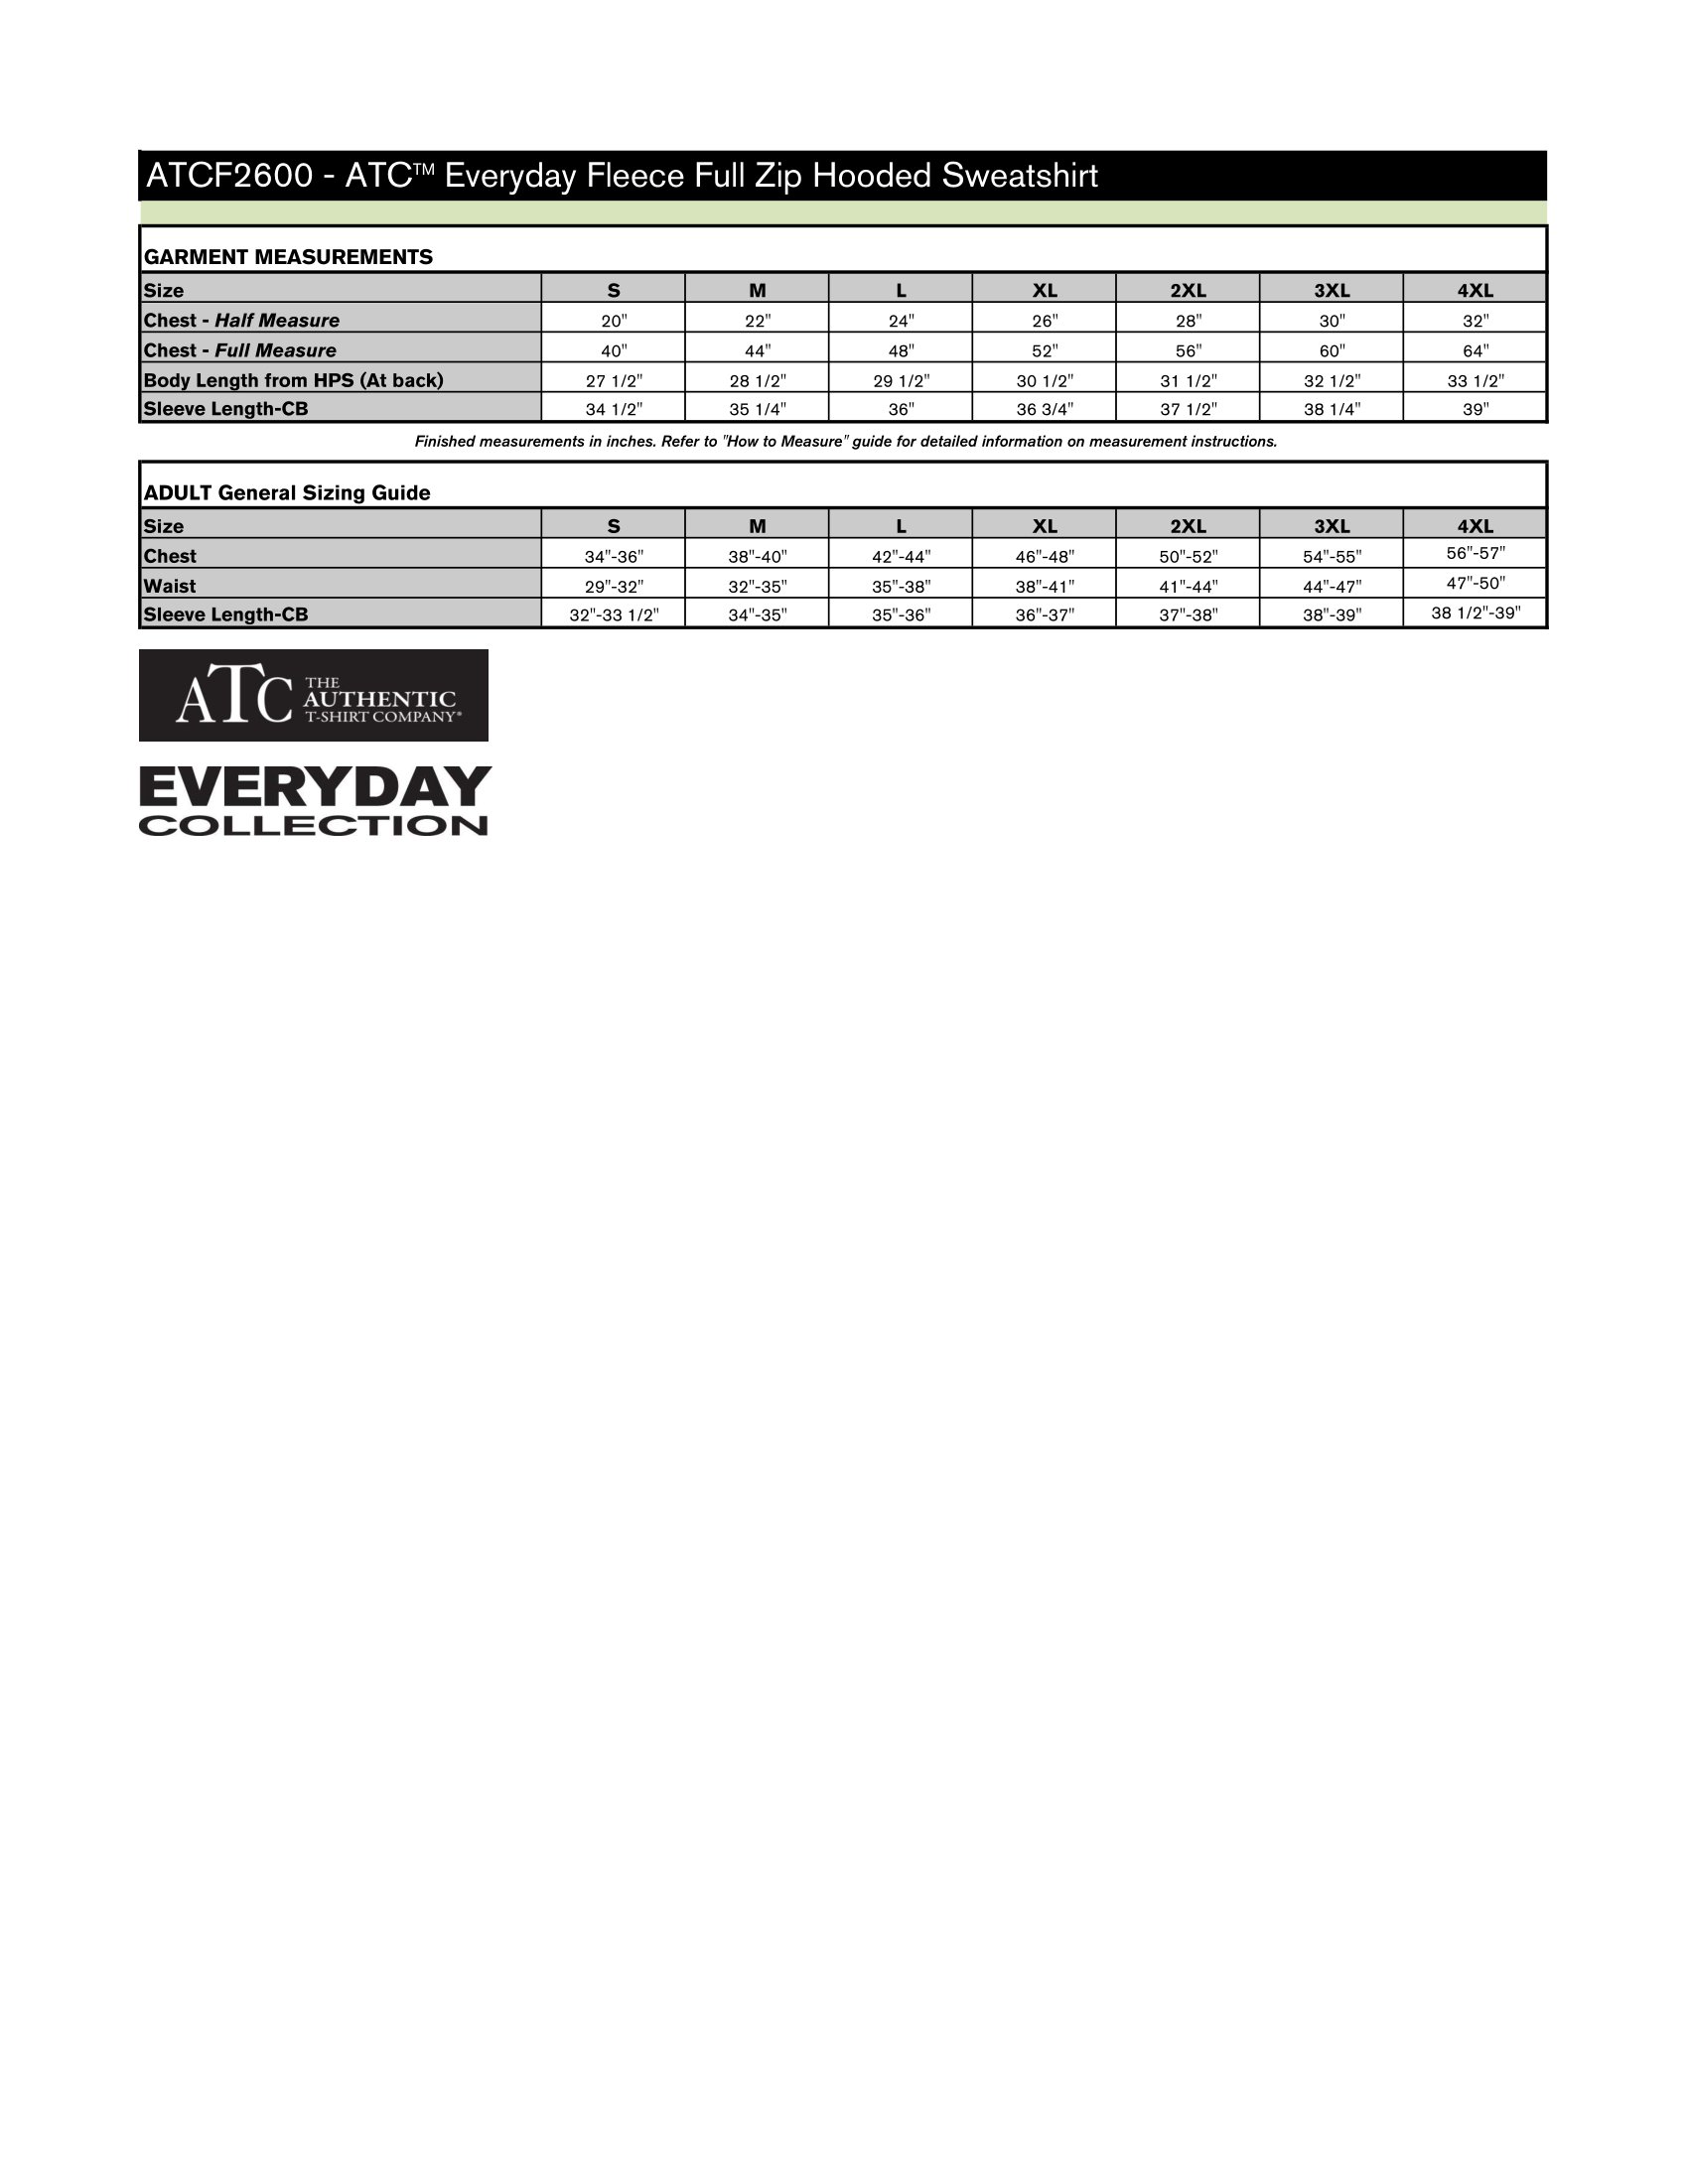 ATCF2600 - ATC™ Everyday Fleece Full Zip Hooded Sweatshirt
GARMENT MEASUREMENTS
Size S M L XL 2XL 3XL 4XL
Chest - Half Measure 20" 22" 24" 26" 28" 30" 32"
Chest - Full Measure 40" 44" 48" 52" 56" 60" 64"
Body Length from HPS (At back) 27 1/2" 28 1/2" 29 1/2" 30 1/2" 31 1/2" 32 1/2" 33 1/2"
Sleeve Length-CB 34 1/2" 35 1/4" 36" 36 3/4" 37 1/2" 38 1/4" 39"
Finished measurements in inches. Refer to "How to Measure" guide for detailed information on measurement instructions.
ADULT General Sizing Guide
Size S M L XL 2XL 3XL 4XL
Chest 34"-36" 38"-40" 42"-44" 46"-48" 50"-52" 54"-55" 56"-57"
Waist 29"-32" 32"-35" 35"-38" 38"-41" 41"-44" 44"-47" 47"-50"
Sleeve Length-CB 32"-33 1/2" 34"-35" 35"-36" 36"-37" 37"-38" 38"-39" 38 1/2"-39"
ATC THE
AUTHENTIC
T-SHIRT COMPANY®
EVERYDAY
COLLECTION